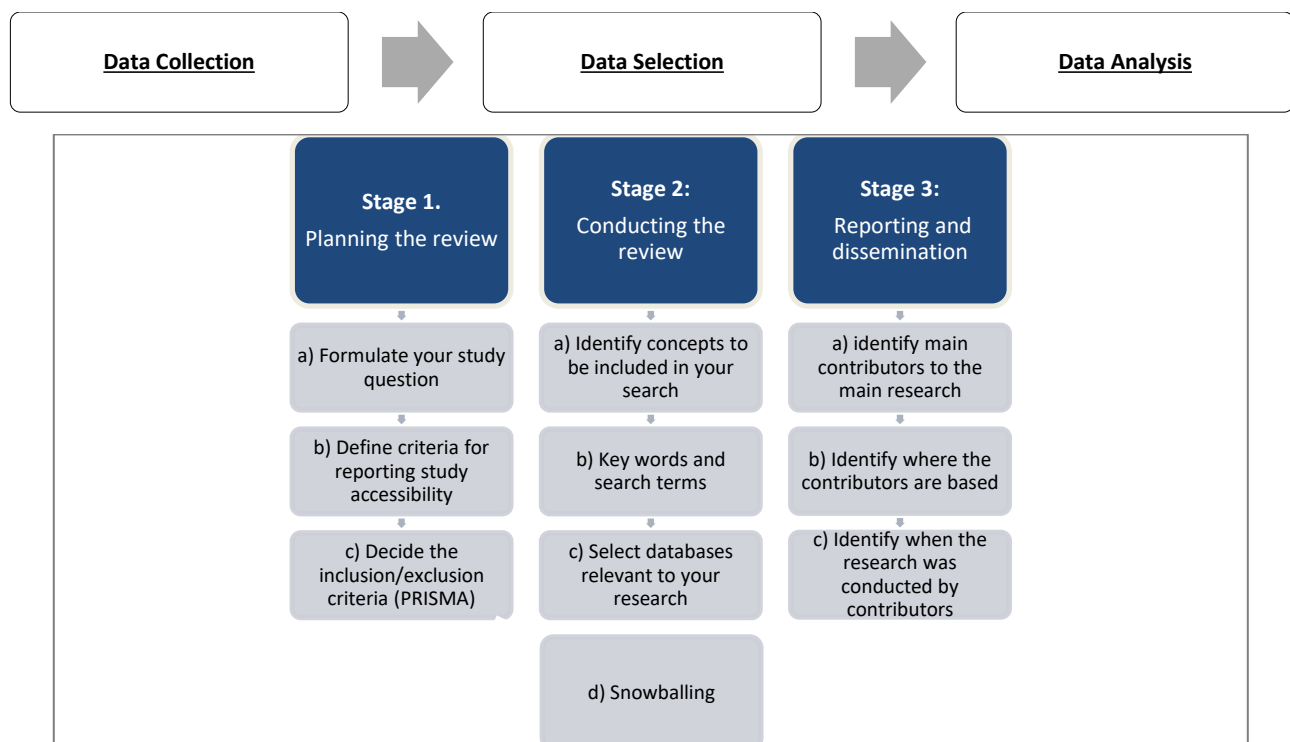 Data Collection
Data Selection
Data Analysis
Stage 1.
Planning the review
a) Formulate your study
question
b) Define criteria for
reporting study
accessibility
c) Decide the
inclusion/exclusion
criteria (PRISMA)
Stage 2:
Conducting the
review
a) Identify concepts to
be included in your
search
b) Key words and
search terms
c) Select databases
relevant to your
research
d) Snowballing
Stage 3:
Reporting and
dissemination
a) identify main
contributors to the
main research
b) Identify where the
contributors are based
c) Identify when the
research was
conducted by
contributors